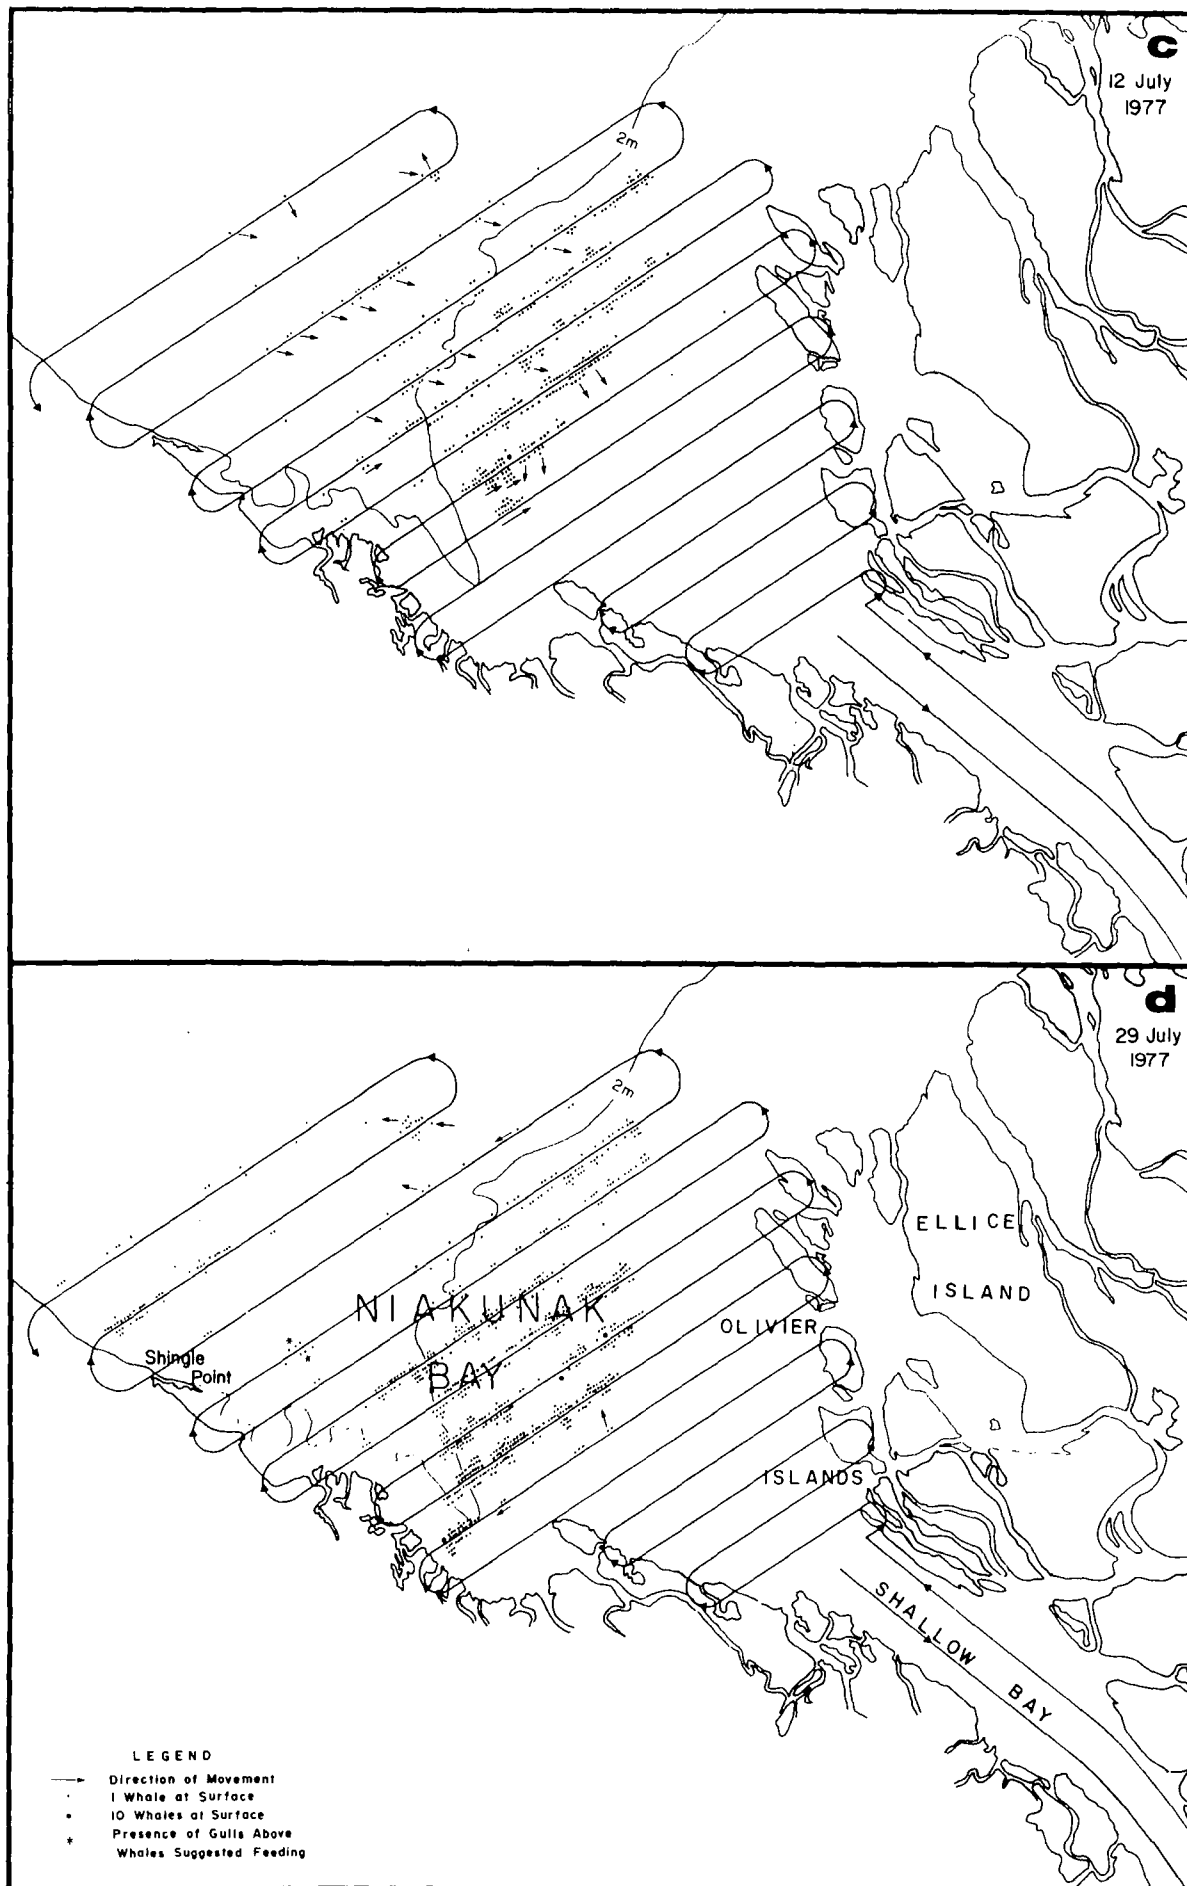 c
12 July
1977
2m
d
29 July
1977
2m
ELLICE
ISLAND
NIAKUNAK
BAY
OLIVIER
ISLANDS
Shingle
Point
SHALLOW BAY
LEGEND
Direction of Movement
1 Whale at Surface
10 Whales at Surface
Presence of Gulls Above
Whales Suggested Feeding